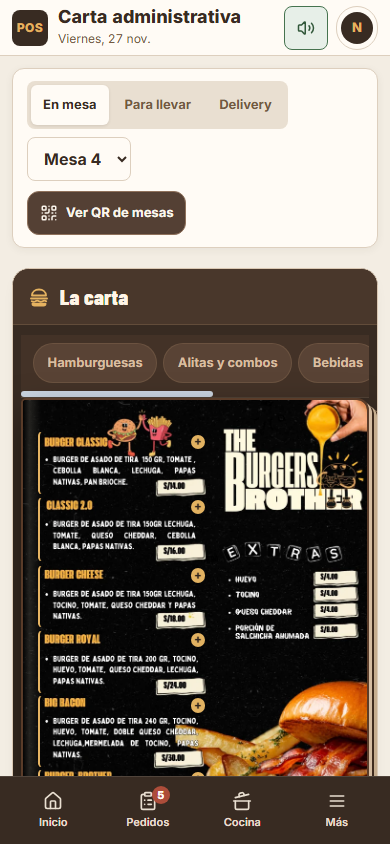 POS
Carta administrativa
Viernes, 27 nov.
N
En mesa
Para llevar
Delivery
Mesa 4
Ver QR de mesas
La carta
Hamburguesas
Alitas y combos
Bebidas
BURGER CLASSIC
• BURGER DE ASADO DE TIRA 150 GR, TOMATE,
CEBOLLA BLANCA, LECHUGA, PAPAS
NATIVAS, PAN BRIOCHE.
S/14.00
CLASSIC 2.0
• BURGER DE ASADO DE TIRA 150GR LECHUGA,
TOMATE, QUESO CHEDDAR, CEBOLLA
BLANCA, PAPAS NATIVAS.
S/16.00
BURGER CHEESE
• BURGER DE ASADO DE TIRA 150GR LECHUGA,
TOCINO, TOMATE, QUESO CHEDDAR Y PAPAS
NATIVAS.
S/18.00
BURGER ROYAL
• BURGER DE ASADO DE TIRA 200 GR, TOCINO,
HUEVO, TOMATE, QUESO CHEDDAR, LECHUGA,
PAPAS NATIVAS.
S/24.00
BIG BACON
• BURGER DE ASADO DE TIRA 240 GR, TOCINO,
HUEVO, TOMATE, DOBLE QUESO CHEDDAR,
LECHUGA,MERMELADA DE TOCINO, PAPAS
NATIVAS.
S/30.00
BURGER BROTHER
THE
BURGERS
BROTHER
EXTRAS
• HUEVO
S/4.00
• TOCINO
S/4.00
• QUESO CHEDDAR
S/4.00
• PORCIÓN DE
SALCHICHA AHUMADA
S/8.00
Inicio
Pedidos
5
Cocina
Más